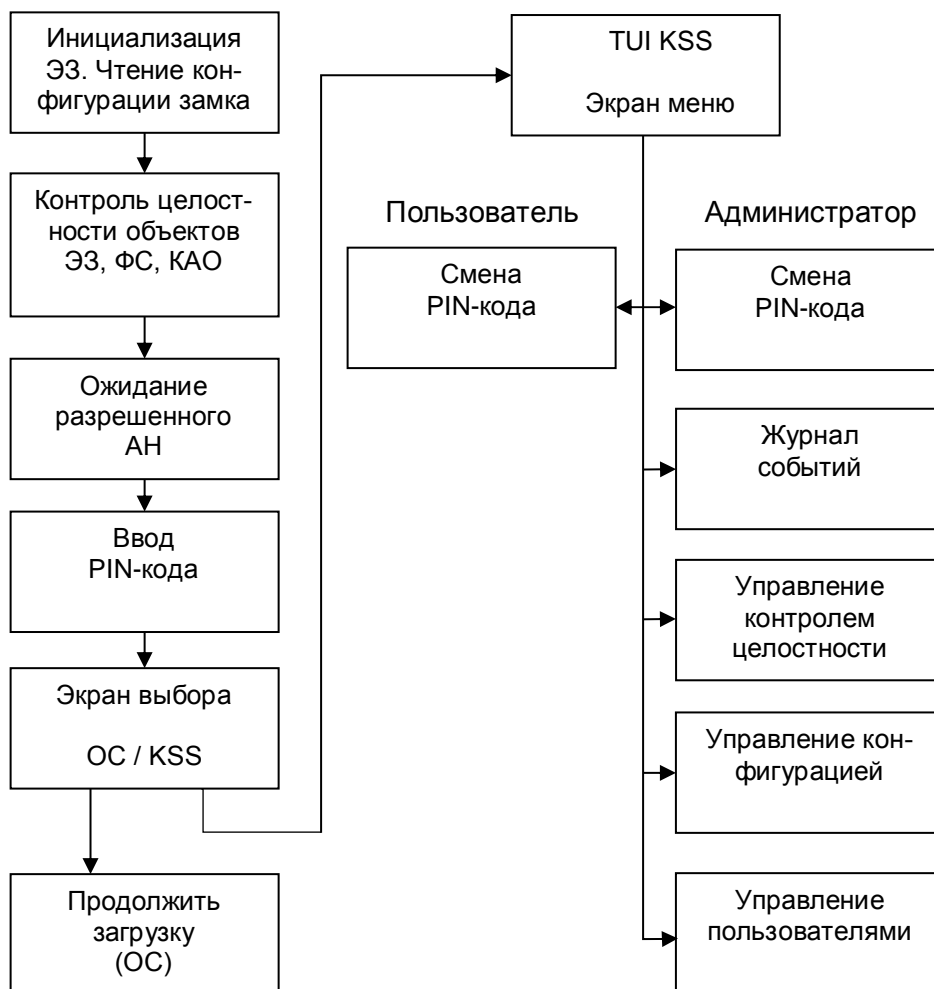 Инициализация
ЭЗ. Чтение кон-
фигурации замка
Контроль целост-
ности объектов
ЭЗ, ФС, КАО
Ожидание
разрешенного
АН
Ввод
PIN-кода
Экран выбора
ОС / KSS
Продолжить
загрузку
(ОС)
TUI KSS
Экран меню
Пользователь
Смена
PIN-кода
Администратор
Смена
PIN-кода
Журнал
событий
Управление
контролем
целостности
Управление кон-
фигурацией
Управление
пользователями